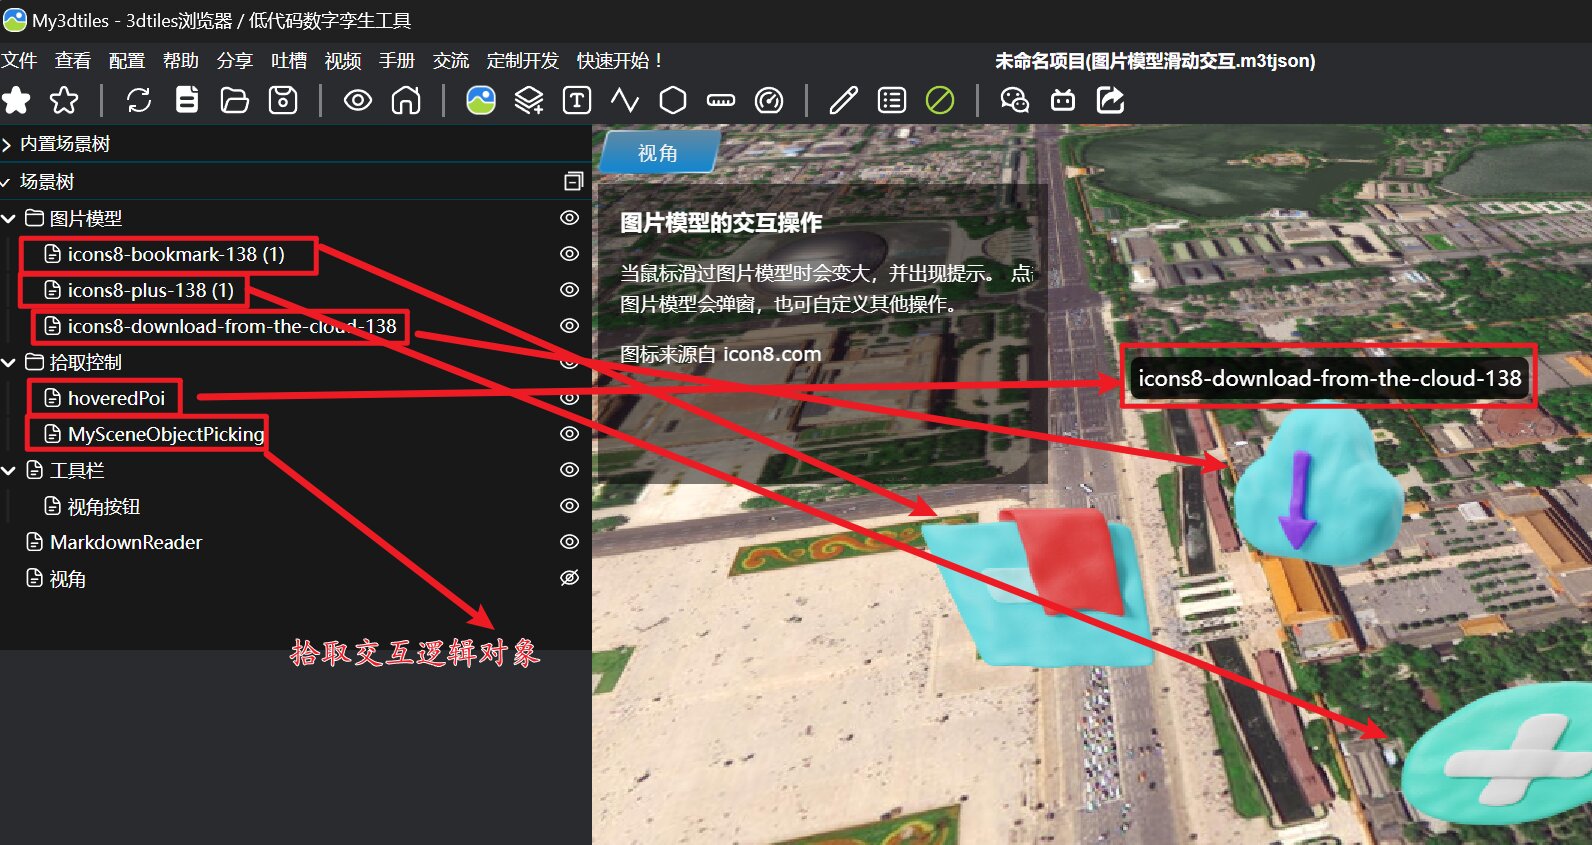 My3dtiles - 3dtiles浏览器 / 低代码数字孪生工具
文件 查看 配置 帮助 分享 吐槽 视频 手册 交流 定制开发 快速开始！
未命名项目(图片模型滑动交互.m3tjson)
内置场景树
场景树
图片模型
icons8-bookmark-138 (1)
icons8-plus-138 (1)
icons8-download-from-the-cloud-138
拾取控制
hoveredPoi
MySceneObjectPicking
工具栏
视角按钮
MarkdownReader
视角
拾取交互逻辑对象
视角
图片模型的交互操作
当鼠标滑过图片模型时会变大，并出现提示。 点
图片模型会弹窗，也可自定义其他操作。
图标来源自 icon8.com
icons8-download-from-the-cloud-138